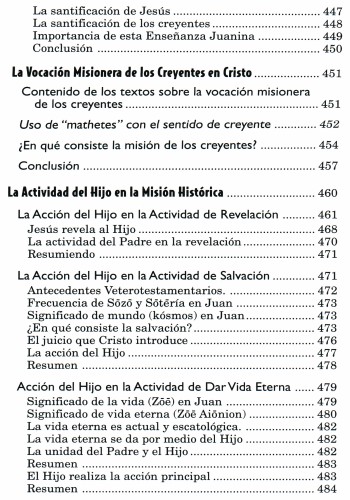 La santificación de Jesús ........ 447
La santificación de los creyentes ........ 448
Importancia de esta Enseñanza Juanina ........ 449
Conclusión ........ 450
La Vocación Misionera de los Creyentes en Cristo ........ 451
Contenido de los textos sobre la vocación misionera
de los creyentes ........ 451
Uso de "mathetes" con el sentido de creyente ........ 452
¿En qué consiste la misión de los creyentes? ........ 454
Conclusión ........ 457
La Actividad del Hijo en la Misión Histórica ........ 460
La Acción del Hijo en la Actividad de Revelación ........ 461
Jesús revela al Hijo ........ 468
La actividad del Padre en la revelación ........ 470
Resumiendo ........ 471
La Acción del Hijo en la Actividad de Salvación ........ 471
Antecedentes Veterotestamentarios. ........ 472
Frecuencia de Sōzō y Sōtēría en Juan ........ 473
Significado de mundo (kósmos) en Juan ........ 473
¿En qué consiste la salvación? ........ 473
El juicio que Cristo introduce ........ 476
La acción del Hijo ........ 477
Resumen ........ 478
Acción del Hijo en la Actividad de Dar Vida Eterna ........ 479
Significado de la vida (Zōē) en Juan ........ 479
Significado de vida eterna (Zōē Aiōnion) ........ 480
La vida eterna es actual y escatológica. ........ 482
La vida eterna se da por medio del Hijo ........ 482
La unidad del Padre y el Hijo ........ 482
Resumen ........ 483
El Hijo realiza la acción principal ........ 483
Resumen ........ 484